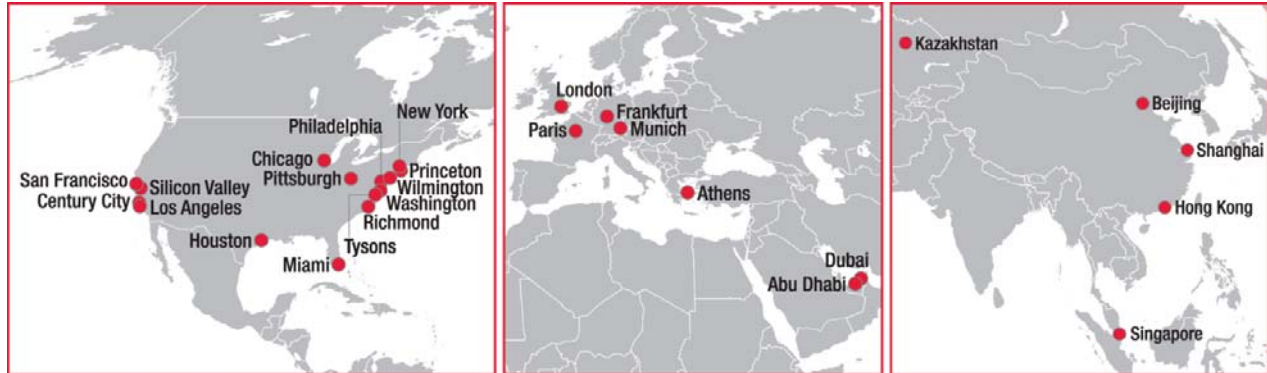 New York
Philadelphia
Chicago
Pittsburgh
Princeton
Wilmington
Washington
Richmond
San Francisco
Silicon Valley
Century City
Los Angeles
Houston
Tysons
Miami
London
Frankfurt
Paris
Munich
Athens
Dubai
Abu Dhabi
Kazakhstan
Beijing
Shanghai
Hong Kong
Singapore